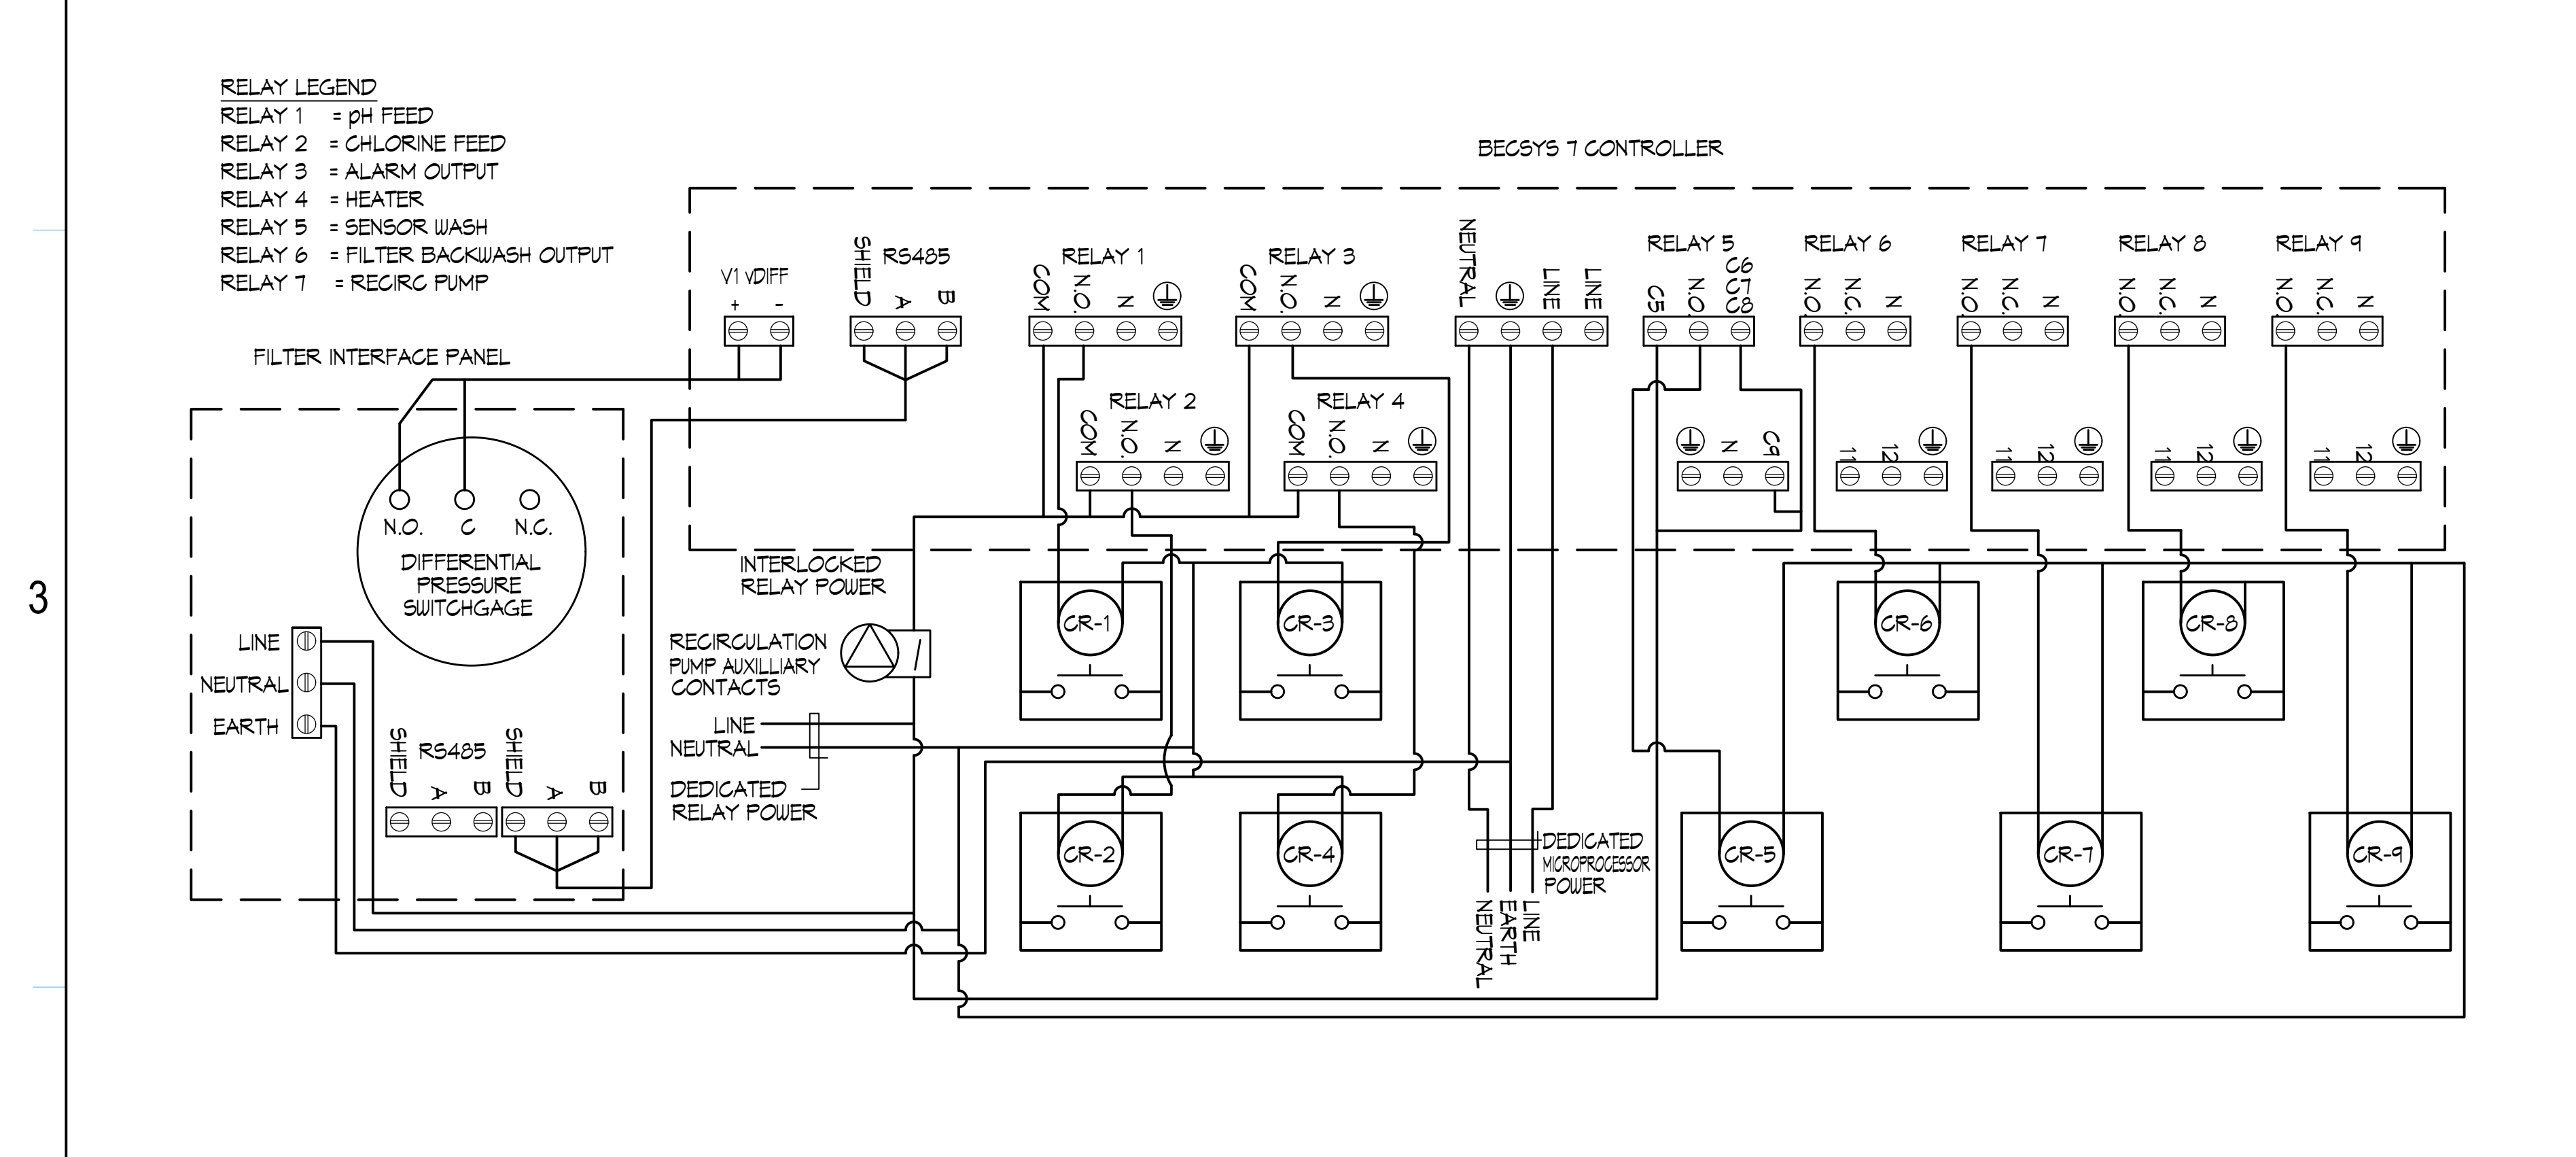 RELAY LEGEND
RELAY 1 = pH FEED
RELAY 2 = CHLORINE FEED
RELAY 3 = ALARM OUTPUT
RELAY 4 = HEATER
RELAY 5 = SENSOR WASH
RELAY 6 = FILTER BACKWASH OUTPUT
RELAY 7 = RECIRC PUMP
BECSYS 7 CONTROLLER
FILTER INTERFACE PANEL
V1 vDIFF
+ -
SHIELD RS485
A B
RELAY 1
COM N.O. N
RELAY 3
COM N.O. N
NEUTRAL LINE LINE
RELAY 5
C5 N.O. C6 C7 C8
RELAY 6
N.O. N.C. N
RELAY 7
N.O. N.C. N
RELAY 8
N.O. N.C. N
RELAY 9
N.O. N.C. N
RELAY 2
COM N.O. N
RELAY 4
COM N.O. N
N C9
11 12
11 12
11 12
11 12
N.O. C N.C.
DIFFERENTIAL
PRESSURE
SWITCHGAGE
INTERLOCKED
RELAY POWER
3
LINE
NEUTRAL
EARTH
RECIRCULATION
PUMP AUXILLIARY
CONTACTS
LINE
NEUTRAL
DEDICATED
RELAY POWER
SHIELD RS485 SHIELD
A B A B
CR-1
CR-3
CR-6
CR-8
CR-2
CR-4
CR-5
CR-7
CR-9
DEDICATED
MICROPROCESSOR
POWER
NEUTRAL
EARTH
LINE